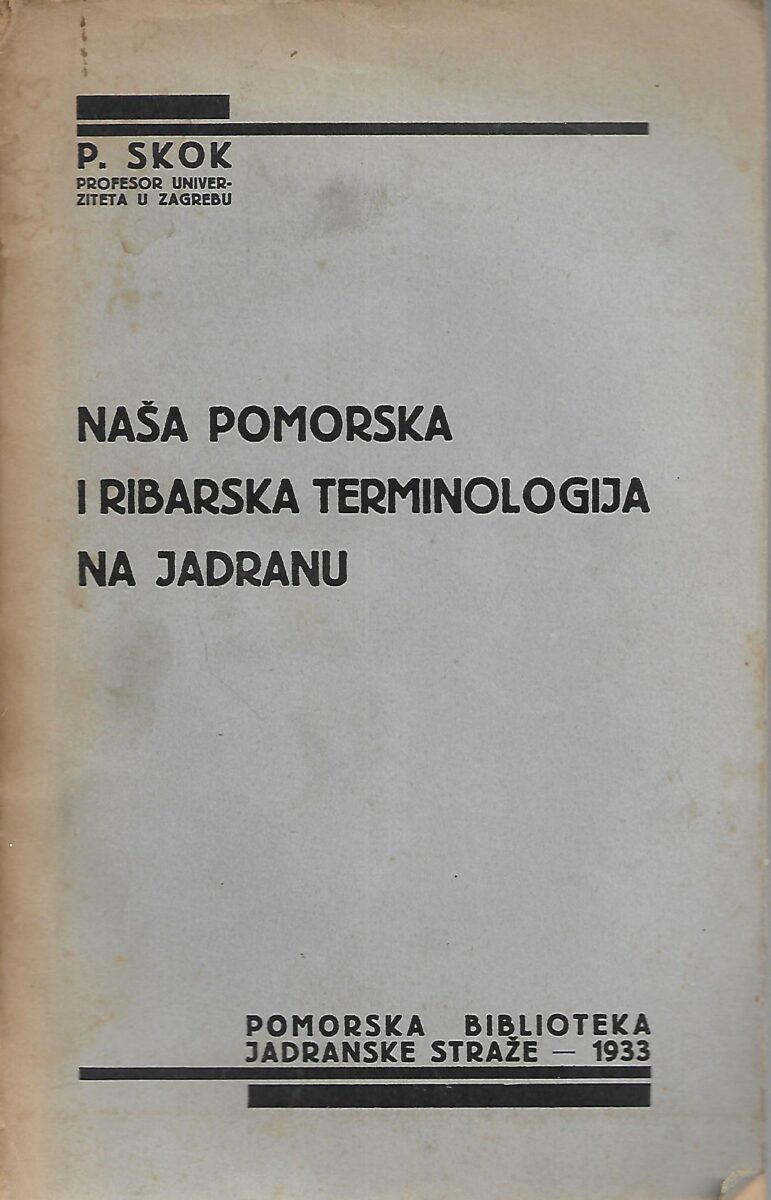 P. SKOK
PROFESOR UNIVER-
ZITETA U ZAGREBU
NAŠA POMORSKA
I RIBARSKA TERMINOLOGIJA
NA JADRANU
POMORSKA BIBLIOTEKA
JADRANSKE STRAŽE — 1933